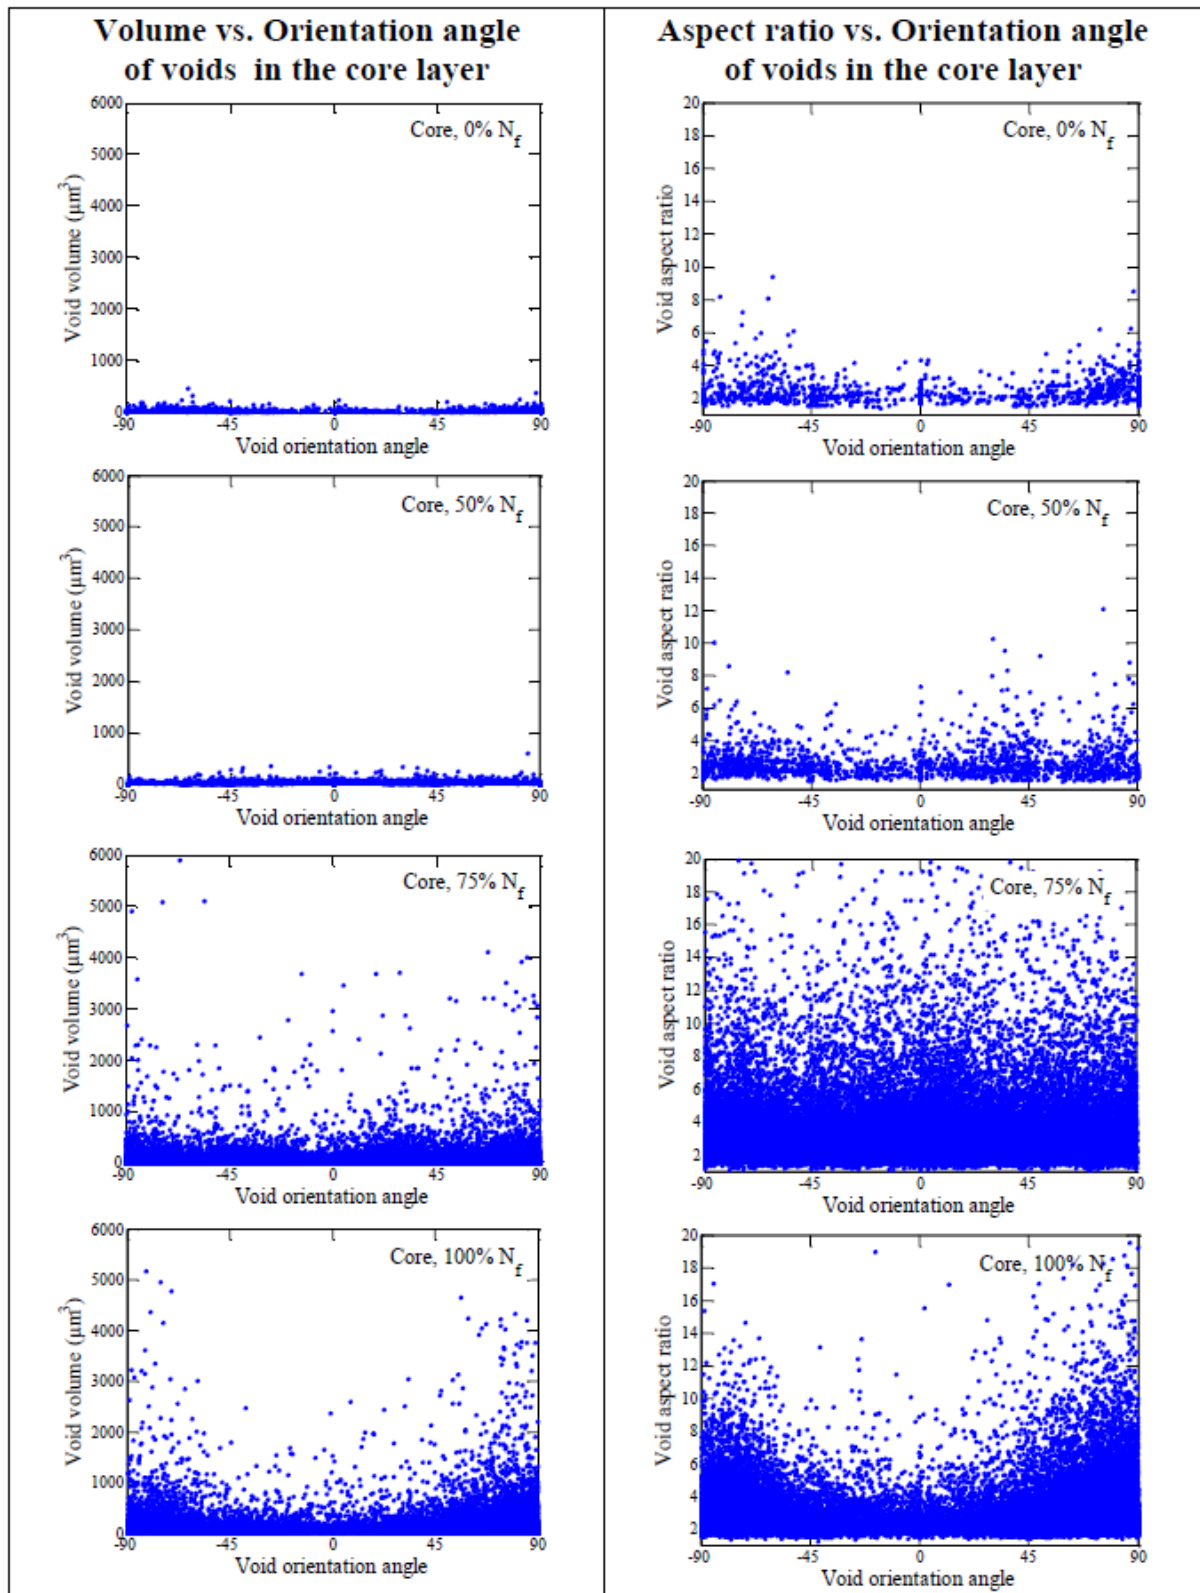 Volume vs. Orientation angle
of voids in the core layer
6000
5000
4000
3000
2000
1000
0
-90 -45 0 45 90
Void volume (μm³)
Void orientation angle
Core, 0% Nf
6000
5000
4000
3000
2000
1000
0
-90 -45 0 45 90
Void volume (μm³)
Void orientation angle
Core, 50% Nf
6000
5000
4000
3000
2000
1000
0
-90 -45 0 45 90
Void volume (μm³)
Void orientation angle
Core, 75% Nf
6000
5000
4000
3000
2000
1000
0
-90 -45 0 45 90
Void volume (μm³)
Void orientation angle
Core, 100% Nf
Aspect ratio vs. Orientation angle
of voids in the core layer
20
18
16
14
12
10
8
6
4
2
-90 -45 0 45 90
Void aspect ratio
Void orientation angle
Core, 0% Nf
20
18
16
14
12
10
8
6
4
2
-90 -45 0 45 90
Void aspect ratio
Void orientation angle
Core, 50% Nf
20
18
16
14
12
10
8
6
4
2
-90 -45 0 45 90
Void aspect ratio
Void orientation angle
Core, 75% Nf
20
18
16
14
12
10
8
6
4
2
-90 -45 0 45 90
Void aspect ratio
Void orientation angle
Core, 100% Nf